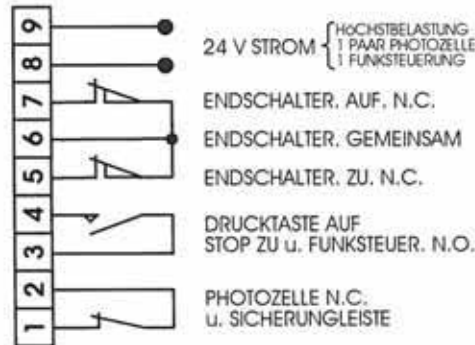 9
24 V STROM
HÖCHSTBELASTUNG
1 PAAR PHOTOZELLE
1 FUNKSTEUERUNG
8
7 ENDSCHALTER. AUF. N.C.
6 ENDSCHALTER. GEMEINSAM
5 ENDSCHALTER. ZU. N.C.
4 DRUCKTASTE AUF
3 STOP ZU u. FUNKSTEUER. N.O.
2 PHOTOZELLE N.C.
1 u. SICHERUNGLEISTE